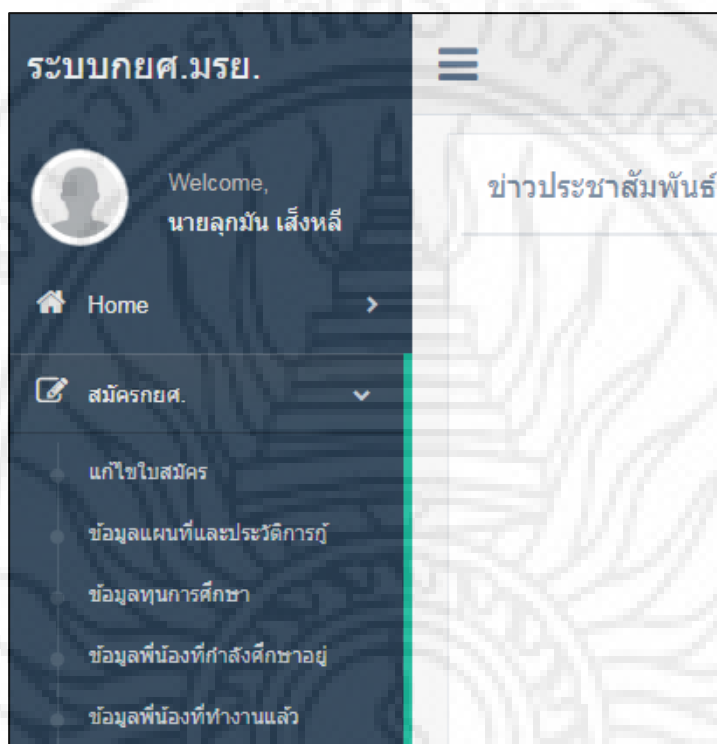 ระบบกยศ.มรย.
Welcome,
นายลุกมัน เส็งหลี
ข่าวประชาสัมพันธ์
Home
สมัครกยศ.
แก้ไขใบสมัคร
ข้อมูลแผนที่และประวัติการกู้
ข้อมูลทุนการศึกษา
ข้อมูลพี่น้องที่กำลังศึกษาอยู่
ข้อมูลพี่น้องที่ทำงานแล้ว